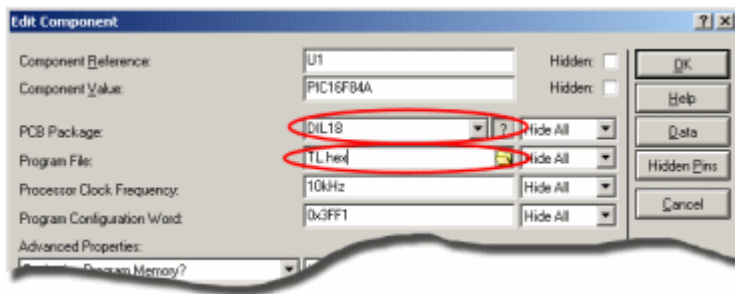 Edit Component
Component Reference: U1 Hidden: OK
Component Value: PIC16F84A Hidden: Help
PCB Package: DIL18 ? Hide All Data
Program File: TL.hex Hide All Hidden Pins
Processor Clock Frequency: 10kHz Hide All
Program Configuration Word: 0x3FF1 Hide All Cancel
Advanced Properties:
Program Memory?